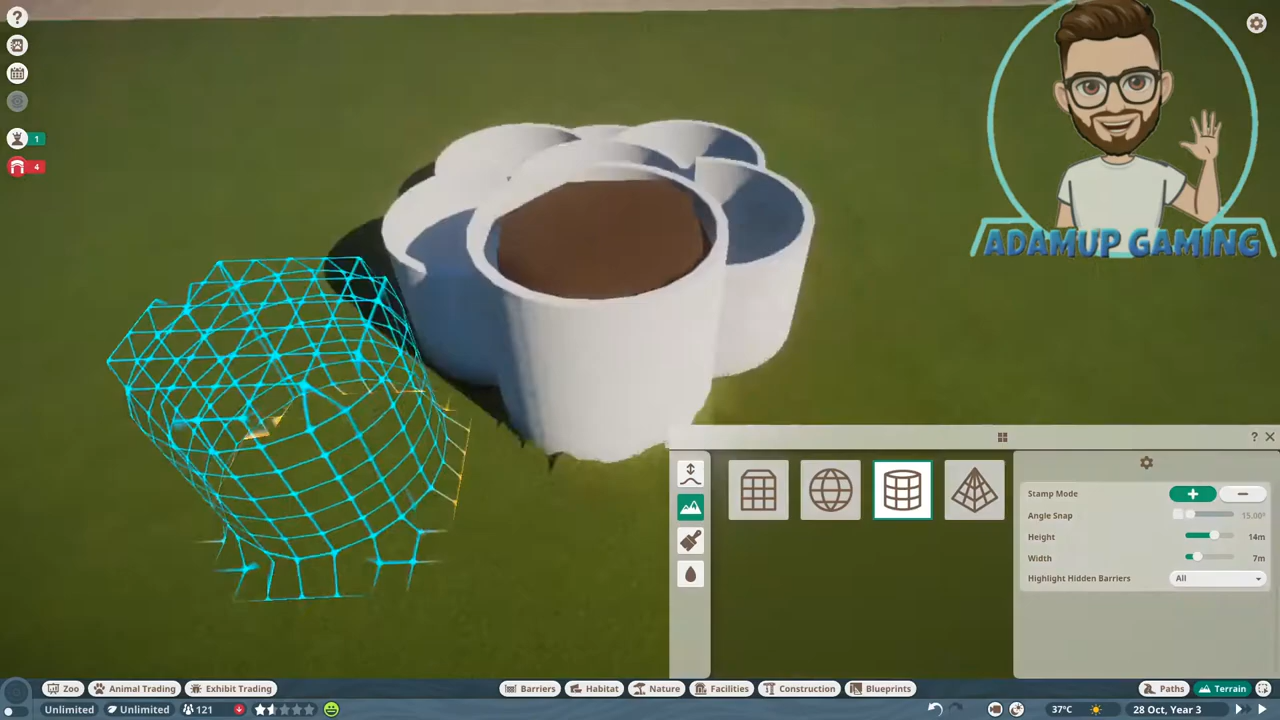 ?
1
4
ADAMUP GAMING
?
Stamp Mode
Angle Snap 15.00°
Height 14m
Width 7m
Highlight Hidden Barriers All
Zoo Animal Trading Exhibit Trading Barriers Habitat Nature Facilities Construction Blueprints Paths Terrain
Unlimited Unlimited 121 37°C 28 Oct, Year 3